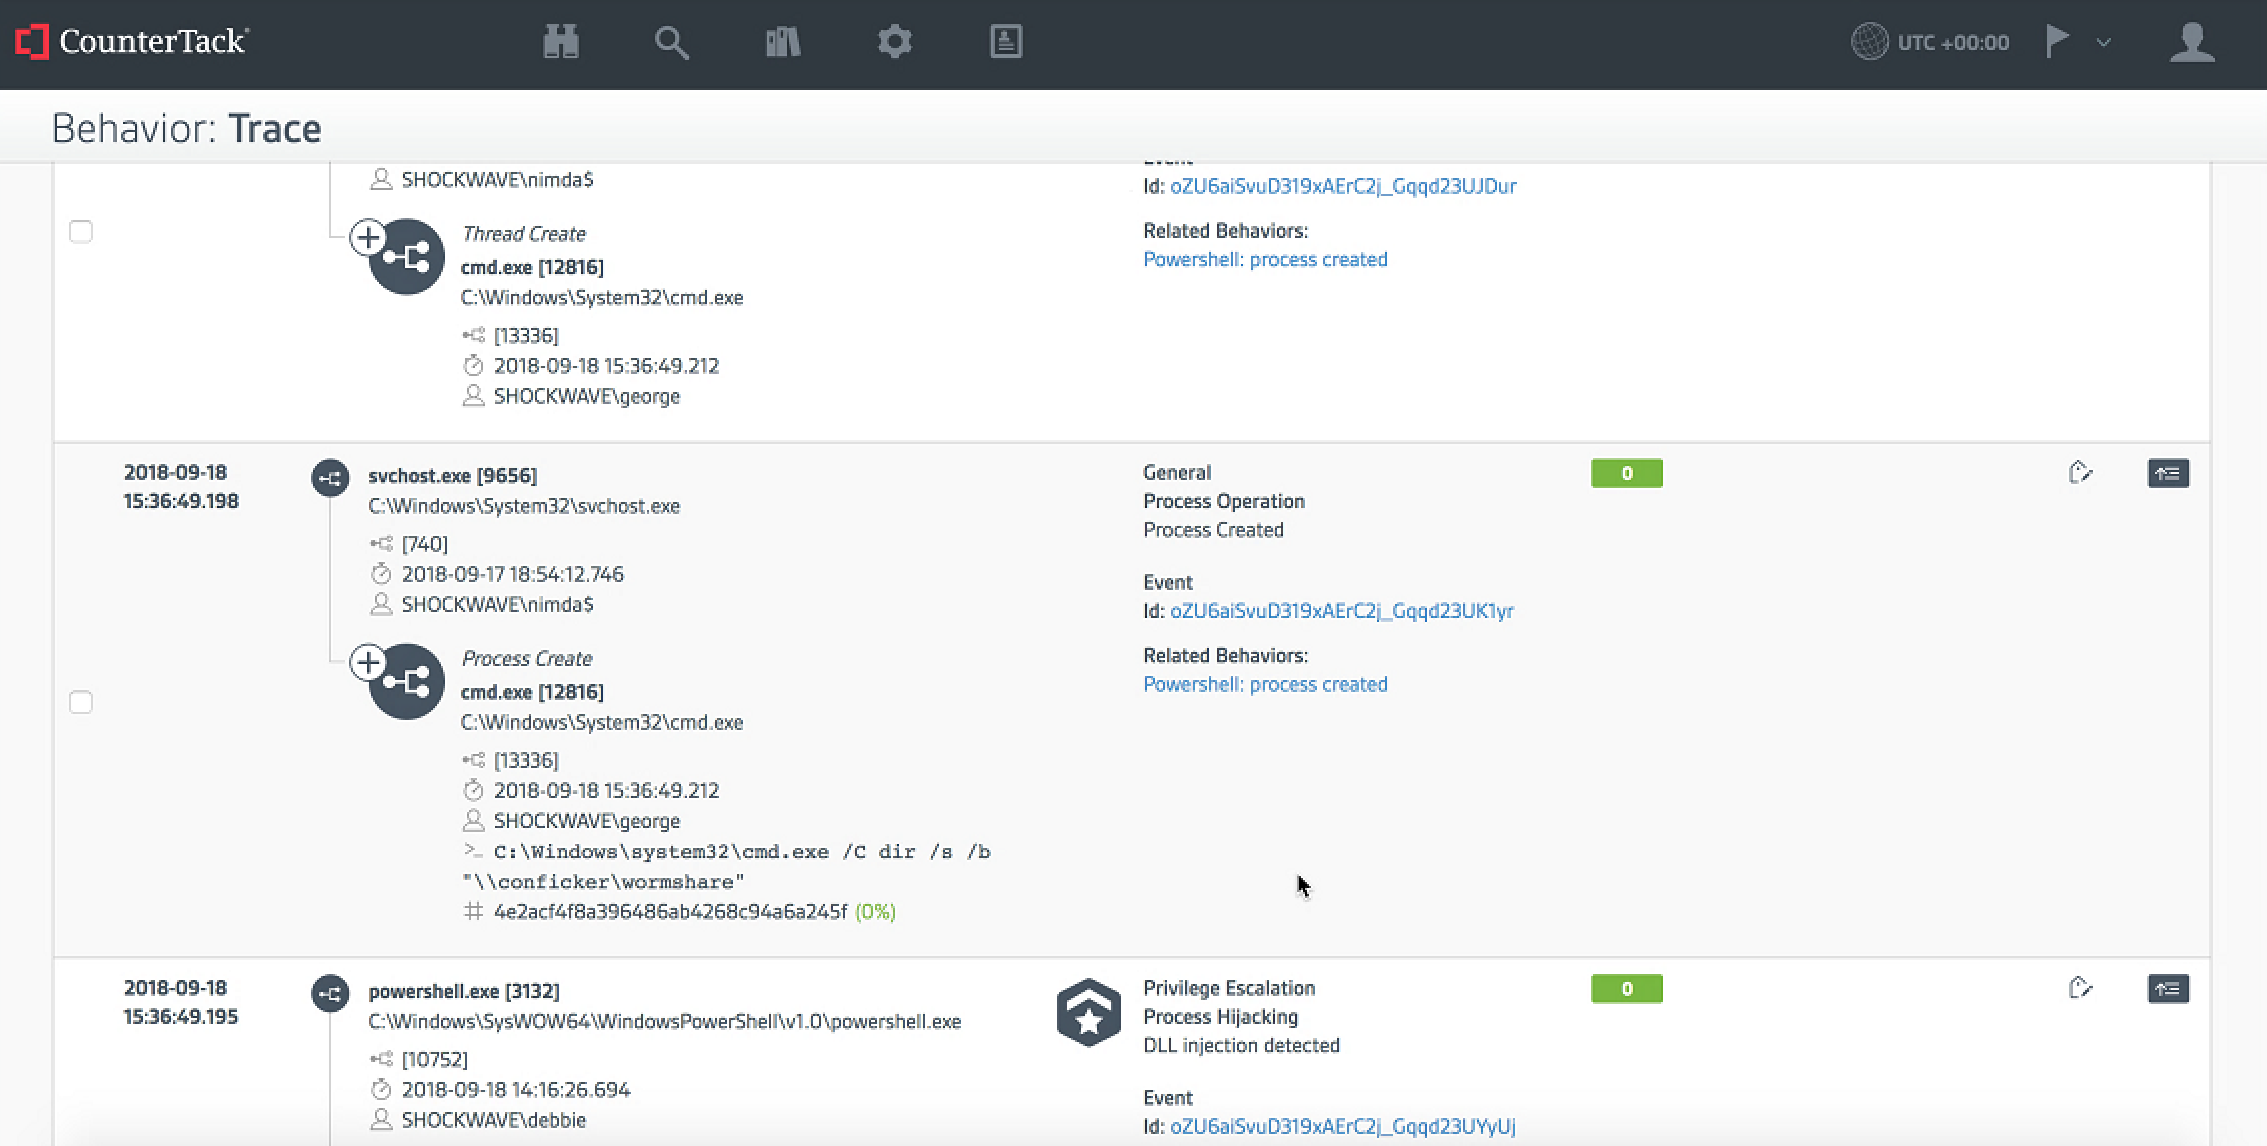 CounterTack
UTC +00:00
Behavior: Trace
SHOCKWAVE\nimda$
Id: oZU6aiSvuD319xAErC2j_Gqqd23UJDur
Thread Create
cmd.exe [12816]
C:\Windows\System32\cmd.exe
[13336]
2018-09-18 15:36:49.212
SHOCKWAVE\george
Related Behaviors:
Powershell: process created
2018-09-18
15:36:49.198
svchost.exe [9656]
C:\Windows\System32\svchost.exe
[740]
2018-09-17 18:54:12.746
SHOCKWAVE\nimda$
Process Create
cmd.exe [12816]
C:\Windows\System32\cmd.exe
[13336]
2018-09-18 15:36:49.212
SHOCKWAVE\george
>_ C:\Windows\system32\cmd.exe /C dir /s /b
"\\conficker\wormshare"
# 4e2acf4f8a396486ab4268c94a6a245f (0%)
General
Process Operation
Process Created
Event
Id: oZU6aiSvuD319xAErC2j_Gqqd23UK1yr
Related Behaviors:
Powershell: process created
0
2018-09-18
15:36:49.195
powershell.exe [3132]
C:\Windows\SysWOW64\WindowsPowerShell\v1.0\powershell.exe
[10752]
2018-09-18 14:16:26.694
SHOCKWAVE\debbie
Privilege Escalation
Process Hijacking
DLL injection detected
Event
Id: oZU6aiSvuD319xAErC2j_Gqqd23UYyUj
0